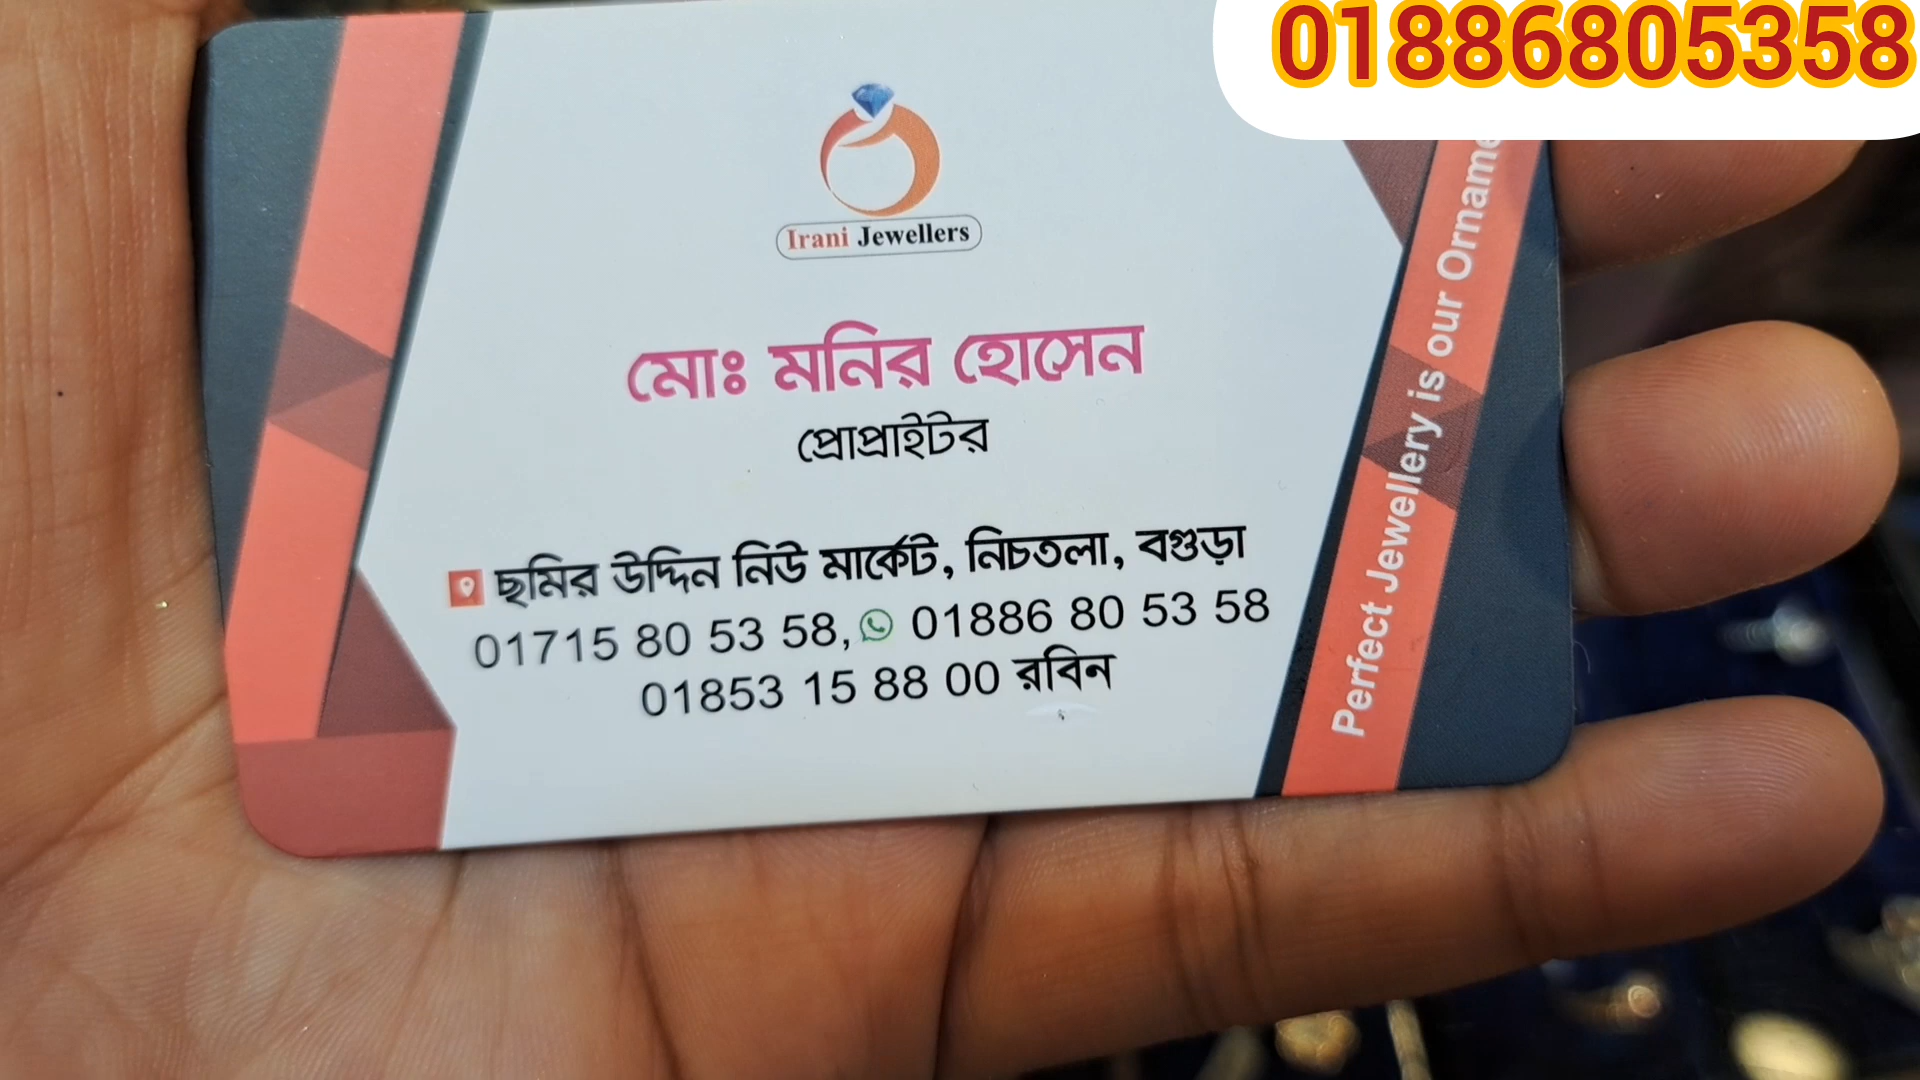 01886805358
Irani Jewellers
মোঃ মনির হোসেন
প্রোপ্রাইটর
ছমির উদ্দিন নিউ মার্কেট, নিচতলা, বগুড়া
01715 80 53 58, 01886 80 53 58
01853 15 88 00 রবিন
Perfect Jewellery is our